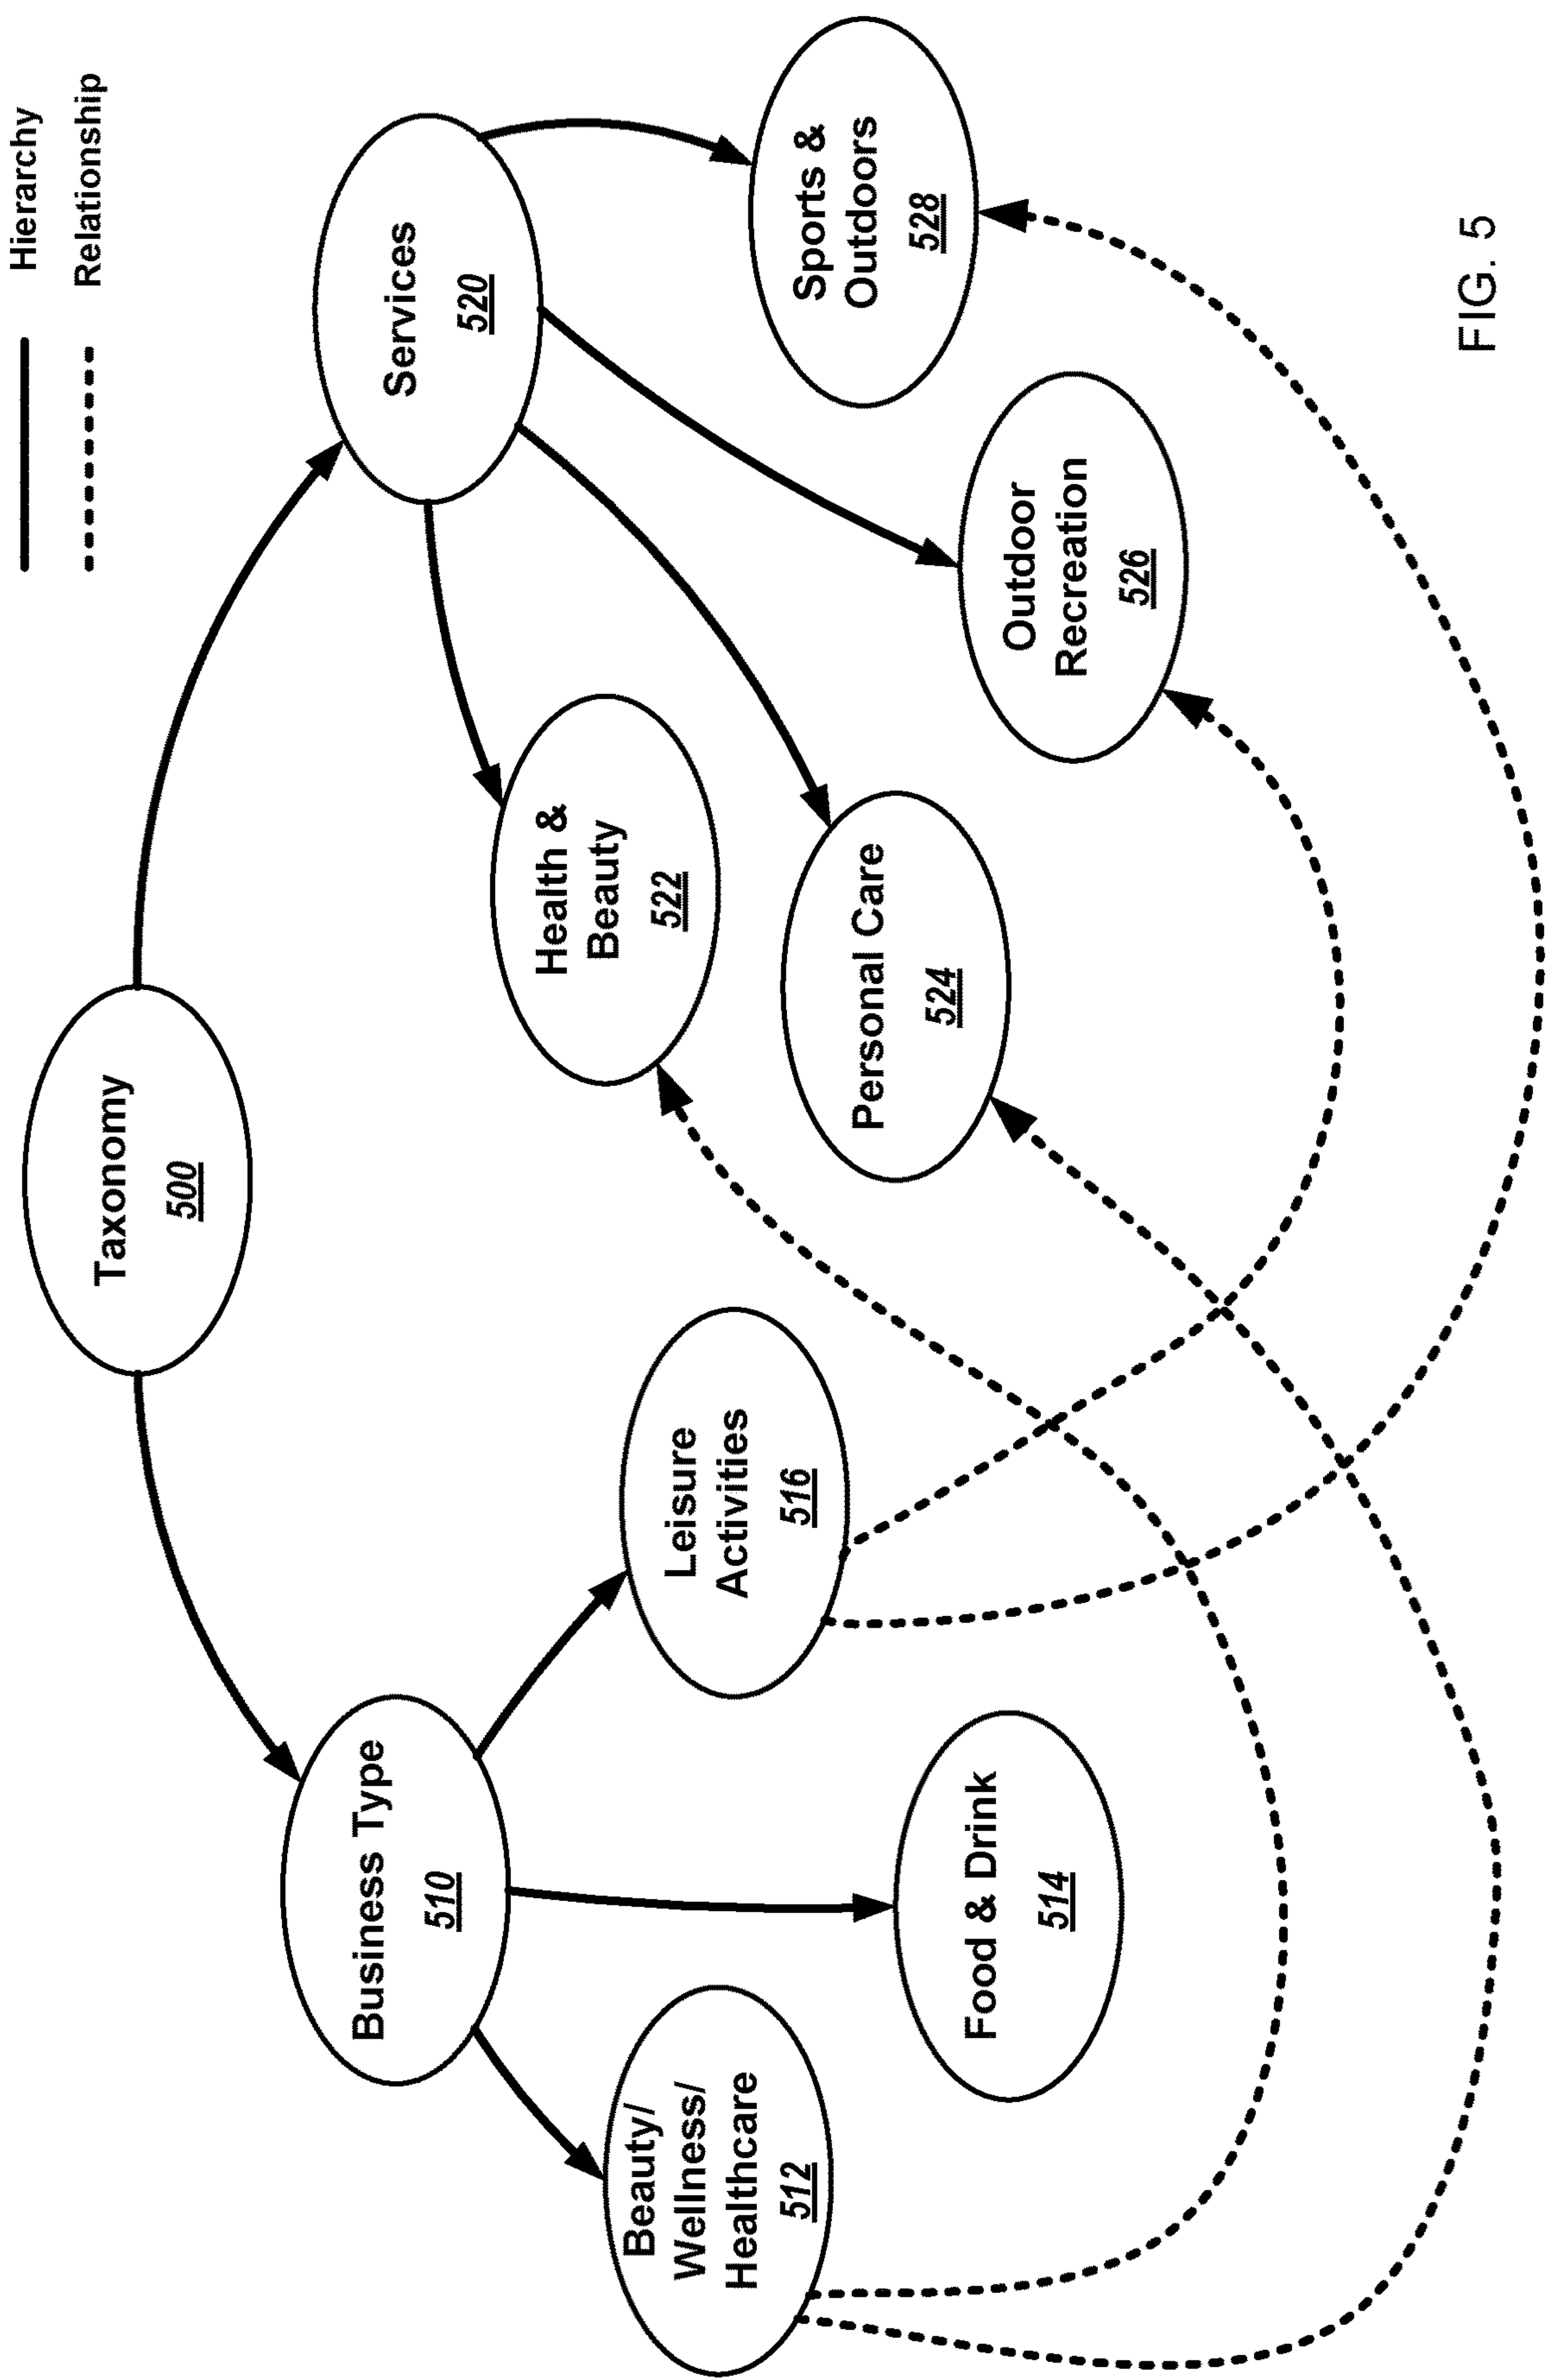 Hierarchy
Relationship
Taxonomy
500
Business Type
510
Services
520
Beauty/
Wellness/
Healthcare
512
Food & Drink
514
Leisure
Activities
516
Health &
Beauty
522
Personal Care
524
Outdoor
Recreation
526
Sports &
Outdoors
528
FIG. 5